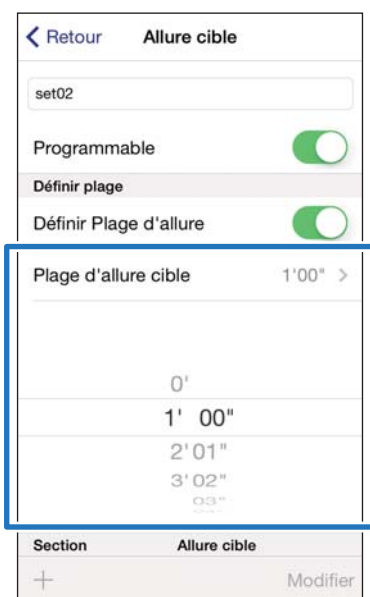 Retour Allure cible
set02
Programmable
Définir plage
Définir Plage d'allure
Plage d'allure cible 1'00" >
0'
1' 00"
2' 01"
3' 02"
03"
Section Allure cible
+ Modifier